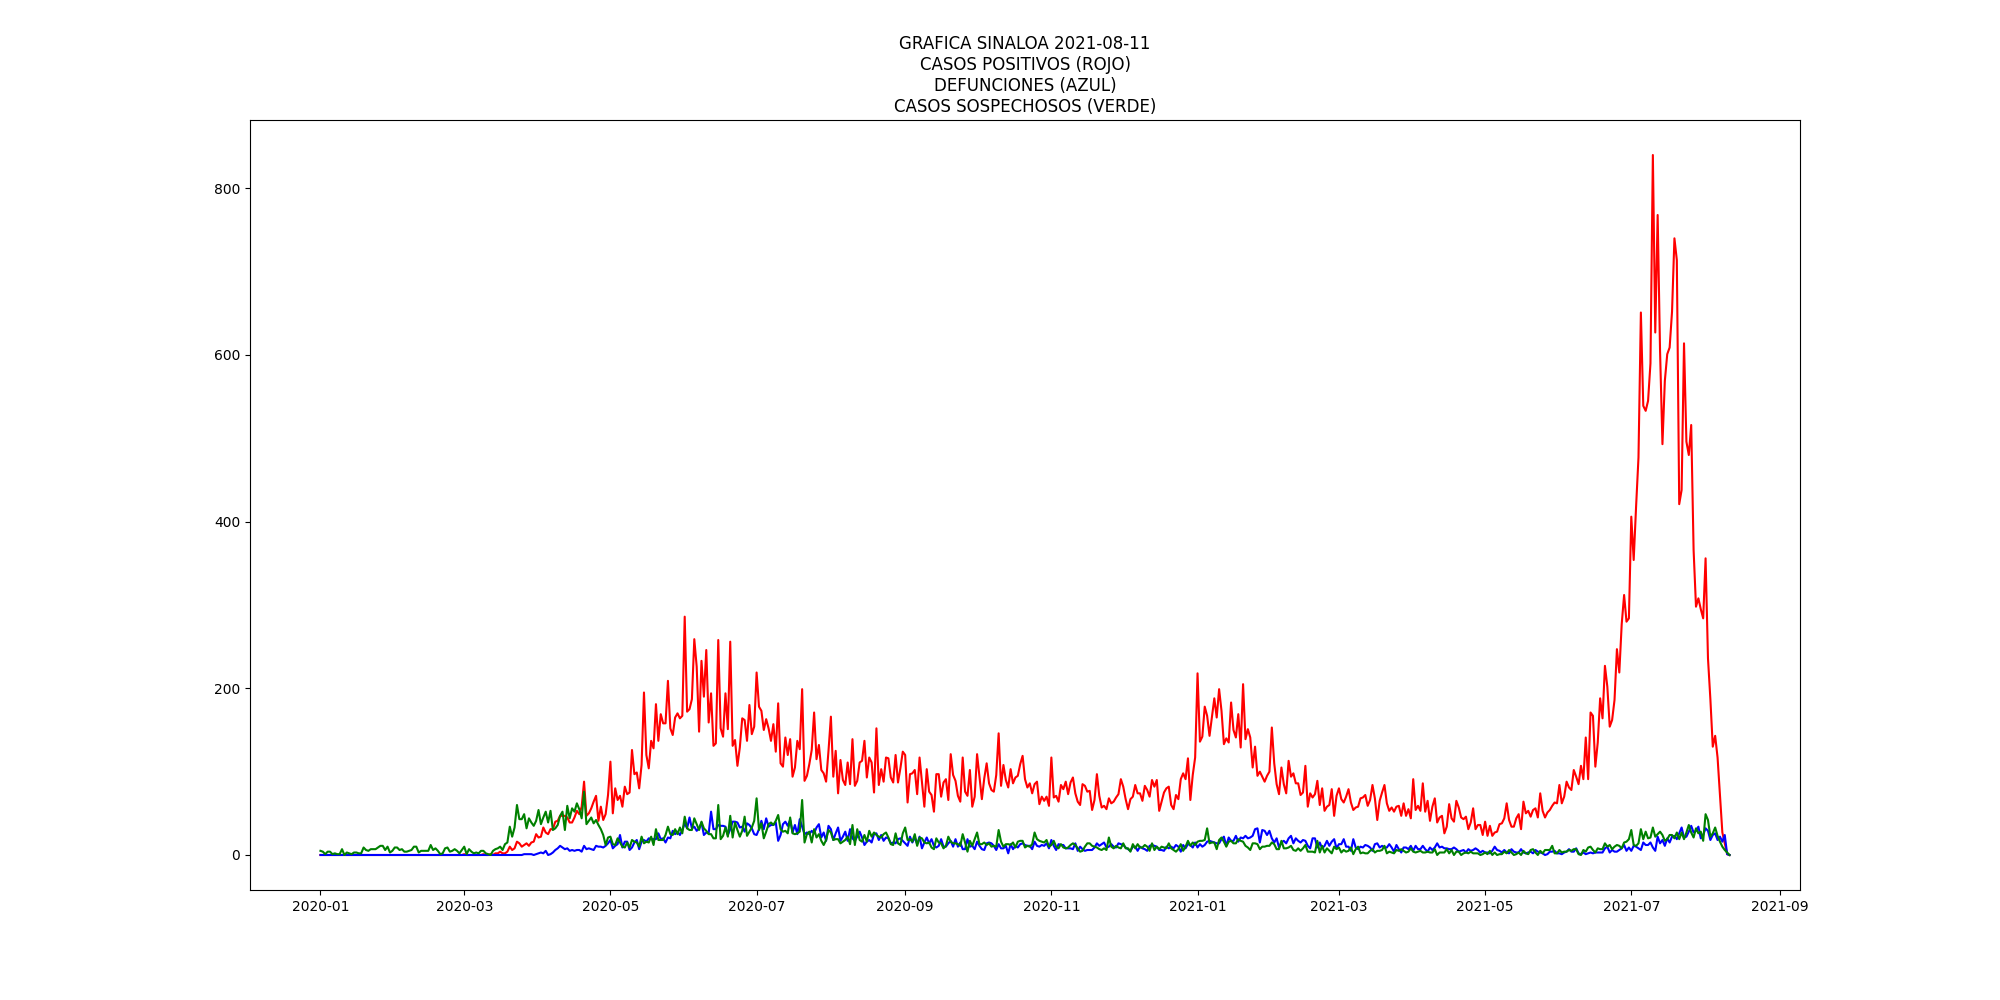 GRAFICA SINALOA 2021-08-11
CASOS POSITIVOS (ROJO)
DEFUNCIONES (AZUL)
CASOS SOSPECHOSOS (VERDE)
800
600
400
200
0
2020-01 2020-03 2020-05 2020-07 2020-09 2020-11 2021-01 2021-03 2021-05 2021-07 2021-09